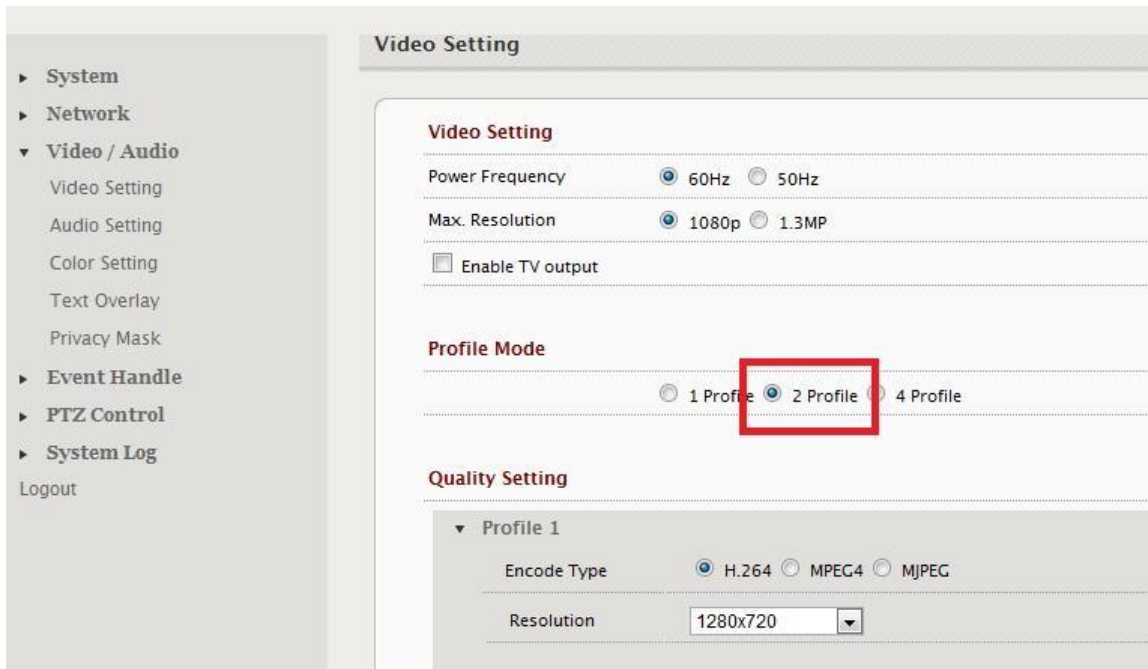 Video Setting
System
Network
Video / Audio
Video Setting
Audio Setting
Color Setting
Text Overlay
Privacy Mask
Event Handle
PTZ Control
System Log
Logout
Video Setting
Power Frequency 60Hz 50Hz
Max. Resolution 1080p 1.3MP
Enable TV output
Profile Mode
1 Profile 2 Profile 4 Profile
Quality Setting
Profile 1
Encode Type H.264 MPEG4 MJPEG
Resolution 1280x720